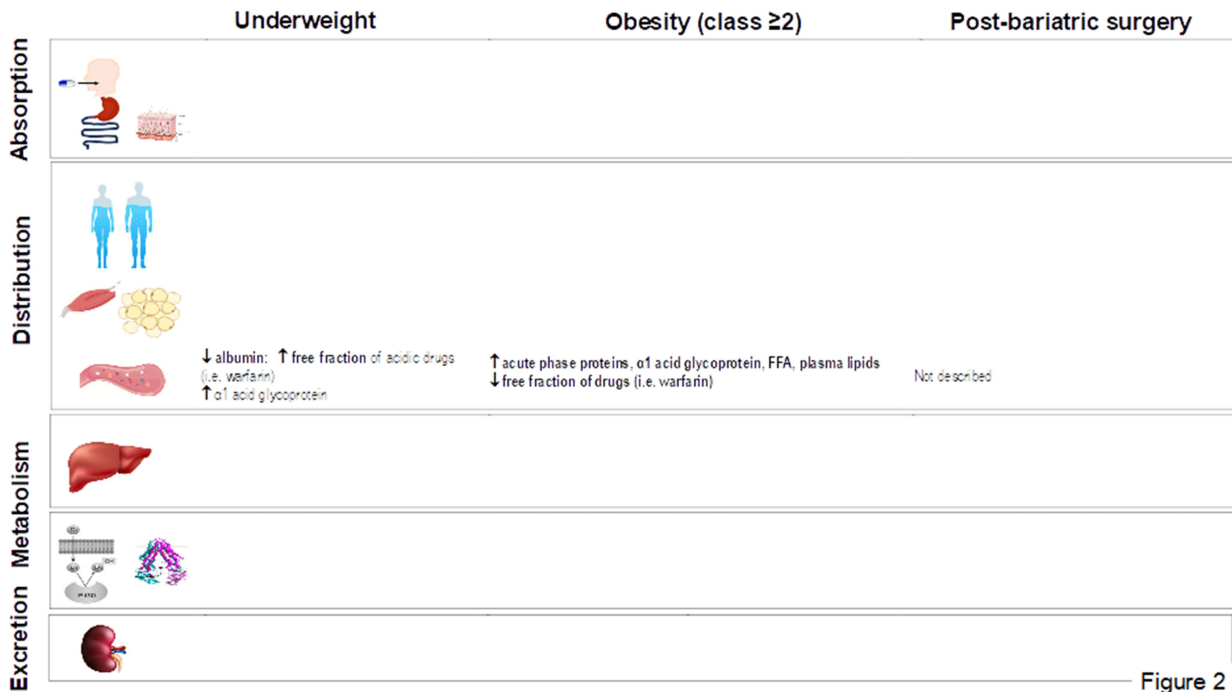 Underweight
Obesity (class ≥2)
Post-bariatric surgery
Absorption
Distribution
↓ albumin: ↑ free fraction of acidic drugs
(i.e. warfarin)
↑ α1 acid glycoprotein
↑ acute phase proteins, α1 acid glycoprotein, FFA, plasma lipids
↓ free fraction of drugs (i.e. warfarin)
Not described
Metabolism
Excretion
Figure 2